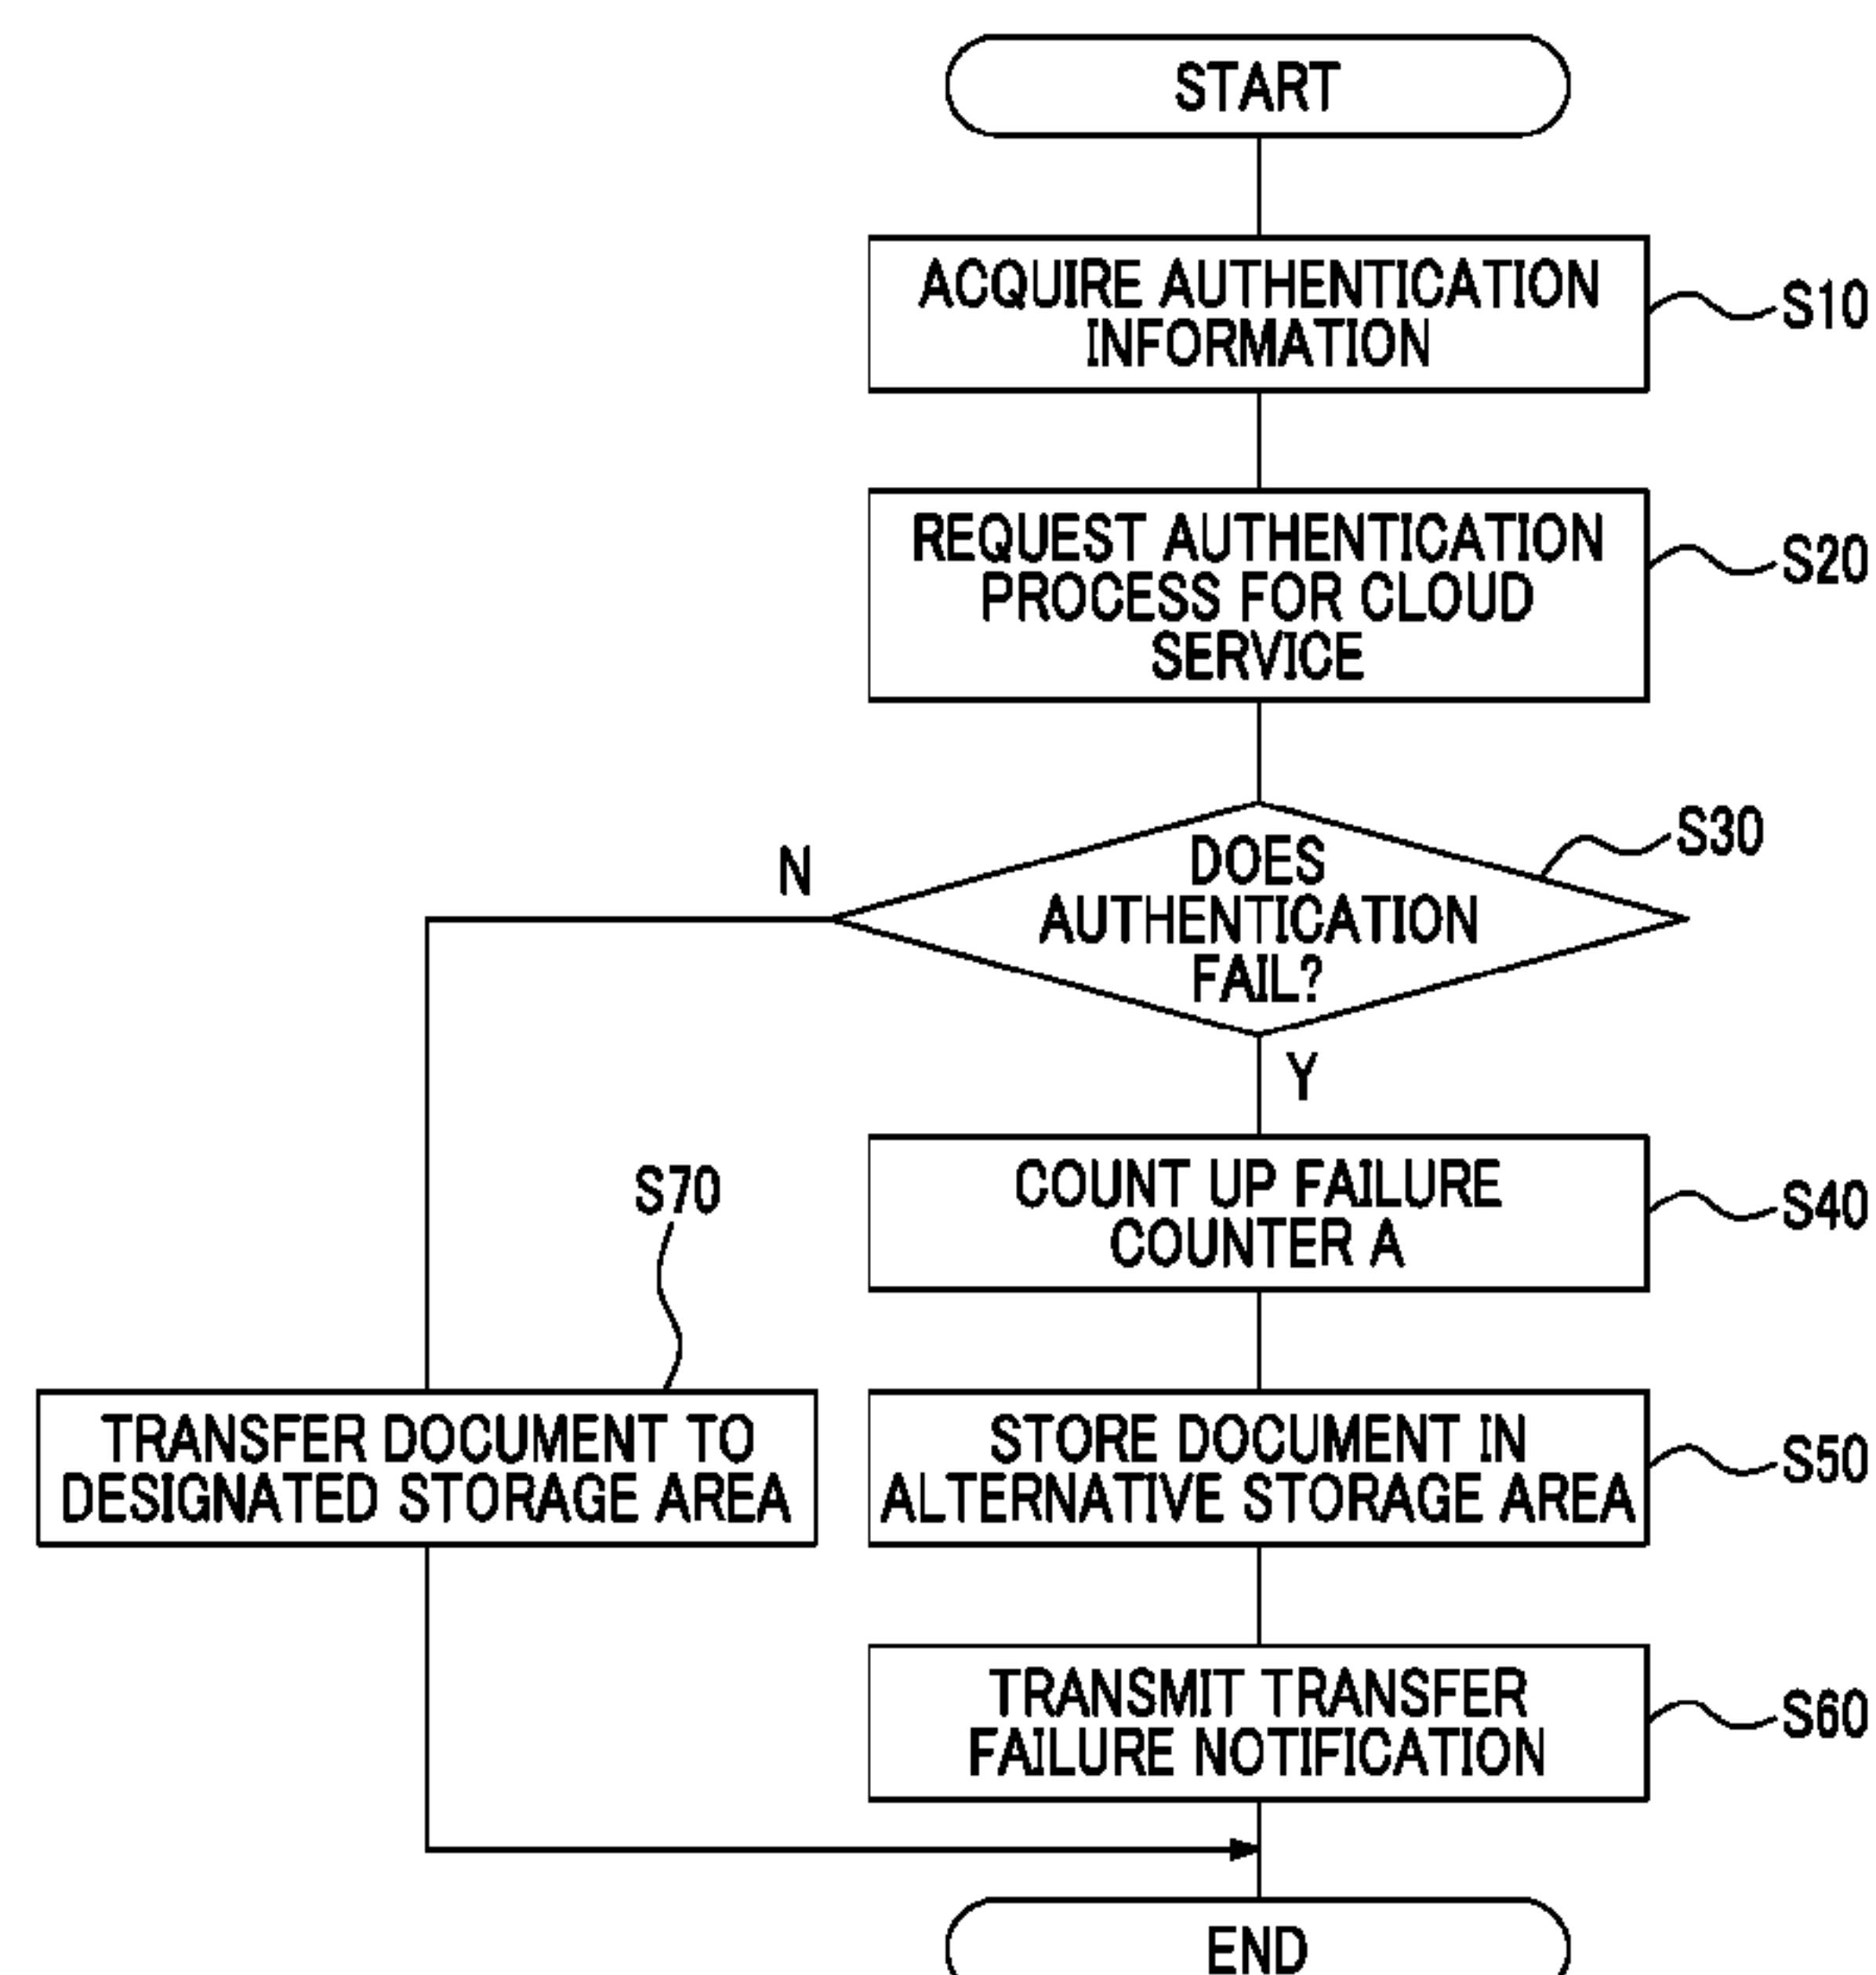 START
ACQUIRE AUTHENTICATION
INFORMATION
S10
REQUEST AUTHENTICATION
PROCESS FOR CLOUD
SERVICE
S20
DOES
AUTHENTICATION
FAIL?
S30
N
Y
COUNT UP FAILURE
COUNTER A
S40
S70
TRANSFER DOCUMENT TO
DESIGNATED STORAGE AREA
STORE DOCUMENT IN
ALTERNATIVE STORAGE AREA
S50
TRANSMIT TRANSFER
FAILURE NOTIFICATION
S60
END